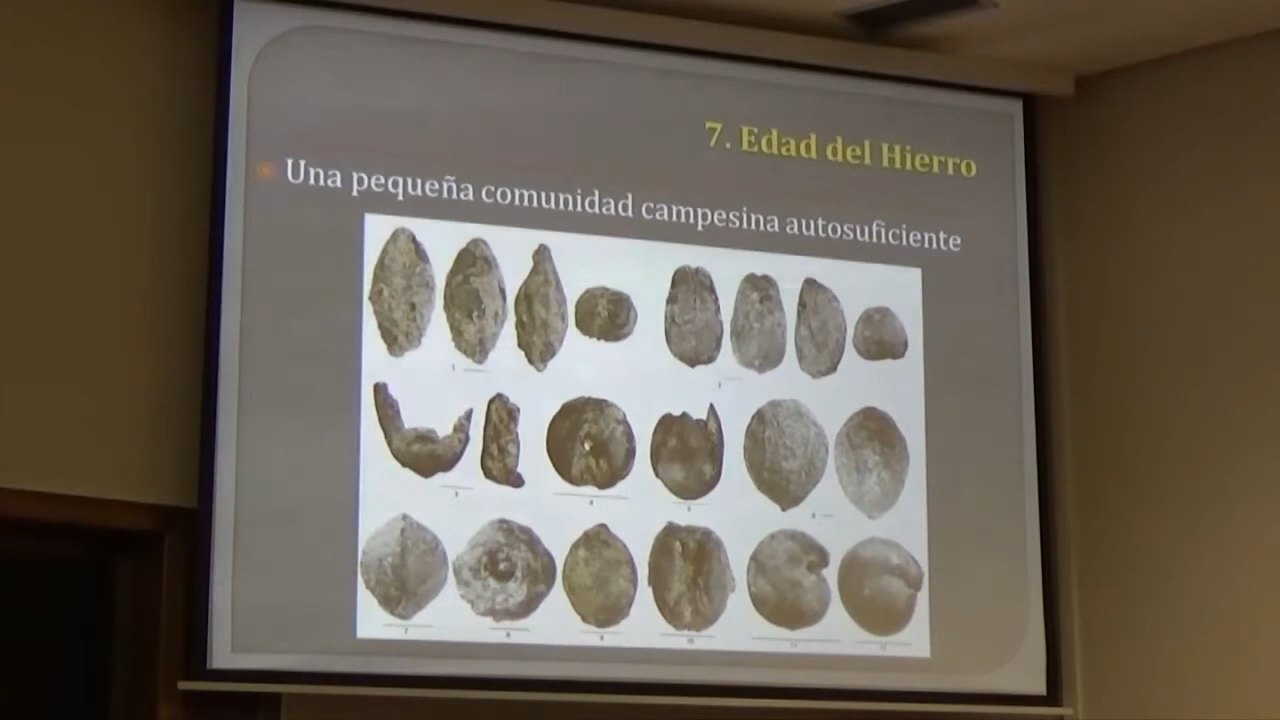 7. Edad del Hierro
Una pequeña comunidad campesina autosuficiente